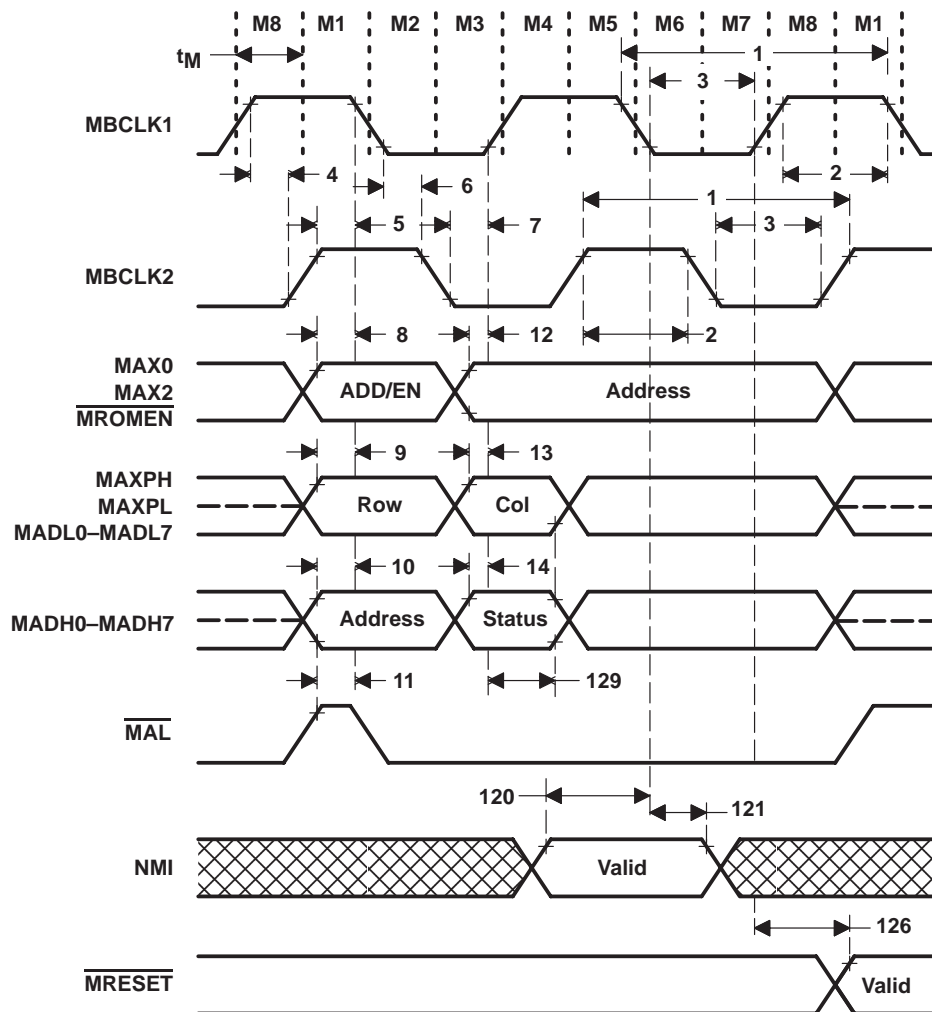 M8 M1 M2 M3 M4 M5 M6 M7 M8 M1
tM 1
3
MBCLK1
4 6 2
1
5 7 3
MBCLK2
8 12 2
MAX0
MAX2 ADD/EN Address
MROMEN
9 13
MAXPH
MAXPL Row Col
MADL0–MADL7
10 14
MADH0–MADH7 Address Status
11 129
MAL
120 121
NMI Valid
126
MRESET Valid